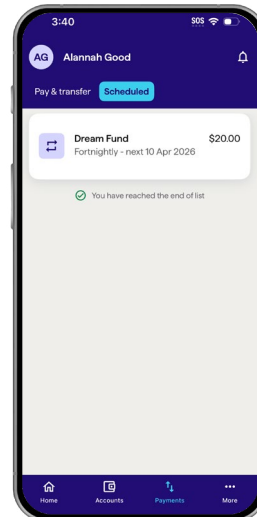 3:40 SOS
AG Alannah Good
Pay & transfer Scheduled
Dream Fund $20.00
Fortnightly - next 10 Apr 2026
You have reached the end of list
Home Accounts Payments More